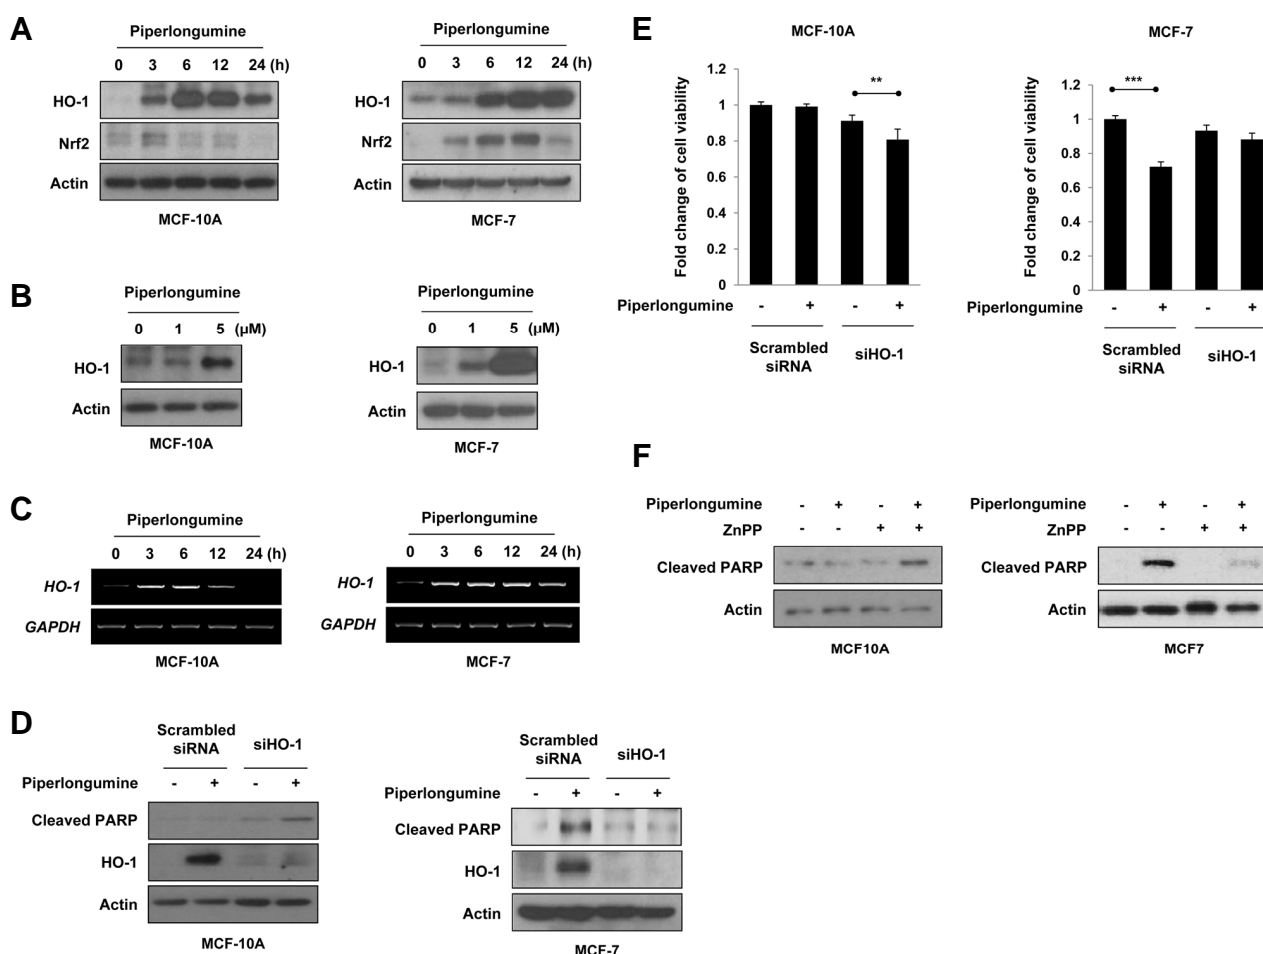 A
Piperlongumine
0 3 6 12 24 (h)
HO-1
Nrf2
Actin
MCF-10A
Piperlongumine
0 3 6 12 24 (h)
HO-1
Nrf2
Actin
MCF-7
B
Piperlongumine
0 1 5 (μM)
HO-1
Actin
MCF-10A
Piperlongumine
0 1 5 (μM)
HO-1
Actin
MCF-7
C
Piperlongumine
0 3 6 12 24 (h)
HO-1
GAPDH
MCF-10A
Piperlongumine
0 3 6 12 24 (h)
HO-1
GAPDH
MCF-7
D
Scrambled
siRNA siHO-1
Piperlongumine - + - +
Cleaved PARP
HO-1
Actin
MCF-10A
Scrambled
siRNA siHO-1
Piperlongumine - + - +
Cleaved PARP
HO-1
Actin
MCF-7
E
MCF-10A
Fold change of cell viability
1.2
1
0.8
0.6
0.4
0.2
0
**
Piperlongumine - + - +
Scrambled
siRNA
siHO-1
MCF-7
Fold change of cell viability
1.2
1
0.8
0.6
0.4
0.2
0
***
Piperlongumine - + - +
Scrambled
siRNA
siHO-1
F
Piperlongumine - + - +
ZnPP - - + +
Cleaved PARP
Actin
MCF10A
Piperlongumine - + - +
ZnPP - - + +
Cleaved PARP
Actin
MCF7